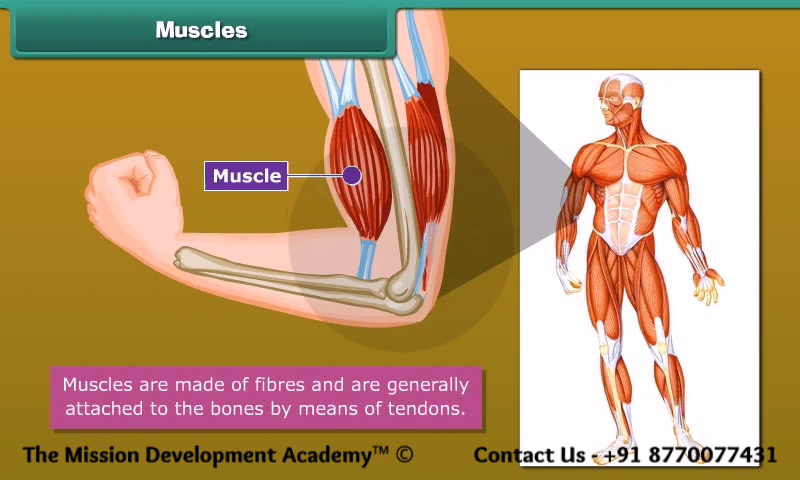 Muscles
Muscle
Muscles are made of fibres and are generally
attached to the bones by means of tendons.
The Mission Development Academy™ ©
Contact Us - +91 8770077431